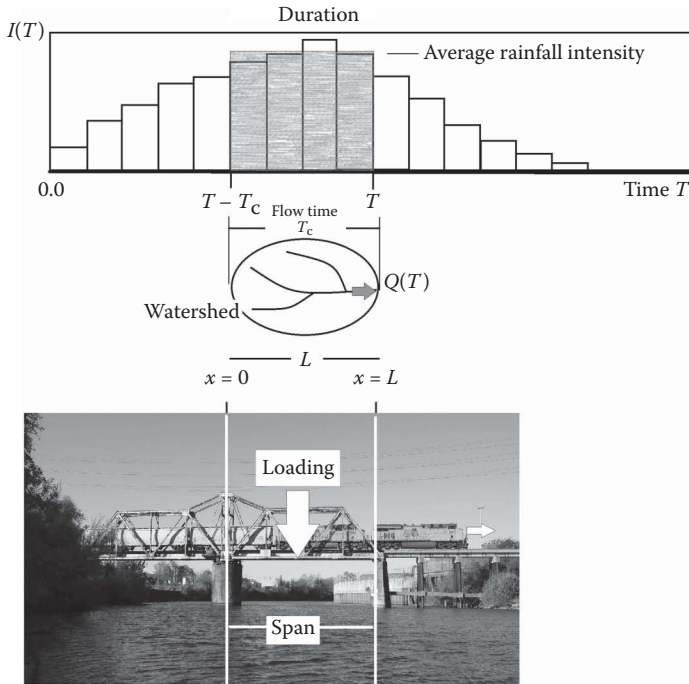 Duration
I(T)
Average rainfall intensity
0.0
T − Tc
T
Time T
Flow time
Tc
Q(T)
Watershed
L
x = 0
x = L
Loading
Span